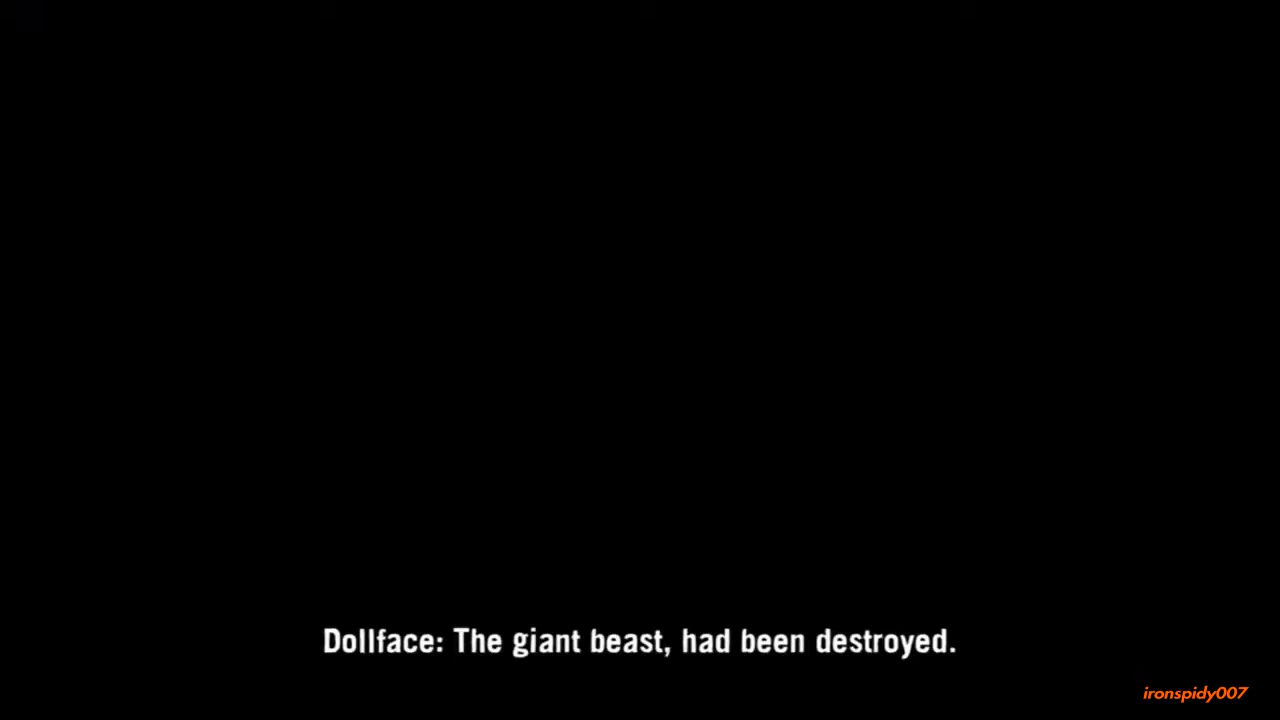 Dollface: The giant beast, had been destroyed.
ironspidy007